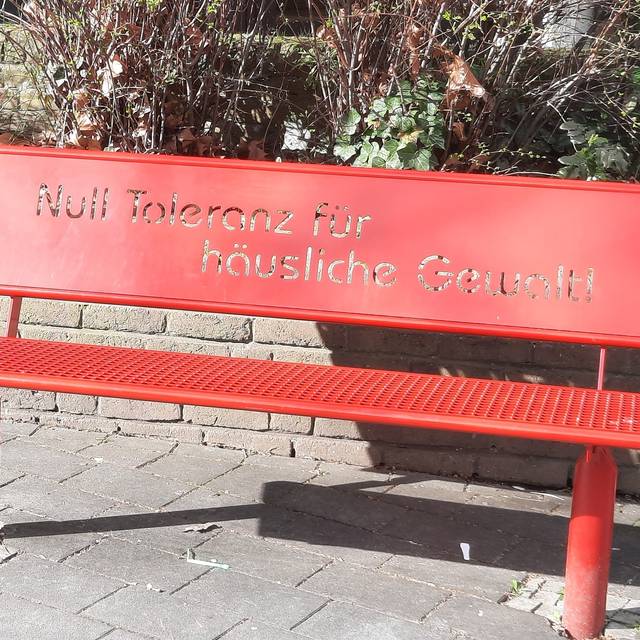 Null Toleranz für
häusliche Gewalt!